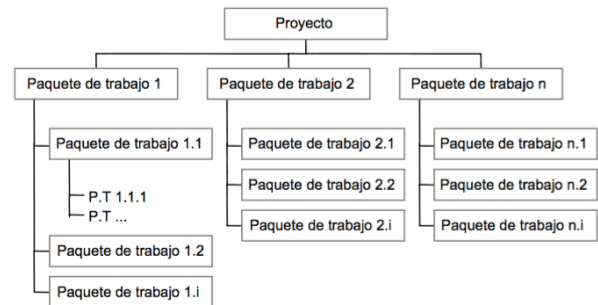 Proyecto
Paquete de trabajo 1
Paquete de trabajo 2
Paquete de trabajo n
Paquete de trabajo 1.1
P.T 1.1.1
P.T ...
Paquete de trabajo 1.2
Paquete de trabajo 1.i
Paquete de trabajo 2.1
Paquete de trabajo 2.2
Paquete de trabajo 2.i
Paquete de trabajo n.1
Paquete de trabajo n.2
Paquete de trabajo n.i